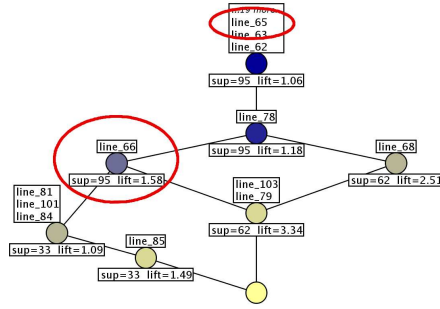 ...19 more...
line_65
line_63
line_62
sup=95 lift=1.06
line_78
sup=95 lift=1.18
line_66
sup=95 lift=1.58
line_68
sup=62 lift=2.51
line_81
line_101
line_84
sup=33 lift=1.09
line_103
line_79
sup=62 lift=3.34
line_85
sup=33 lift=1.49